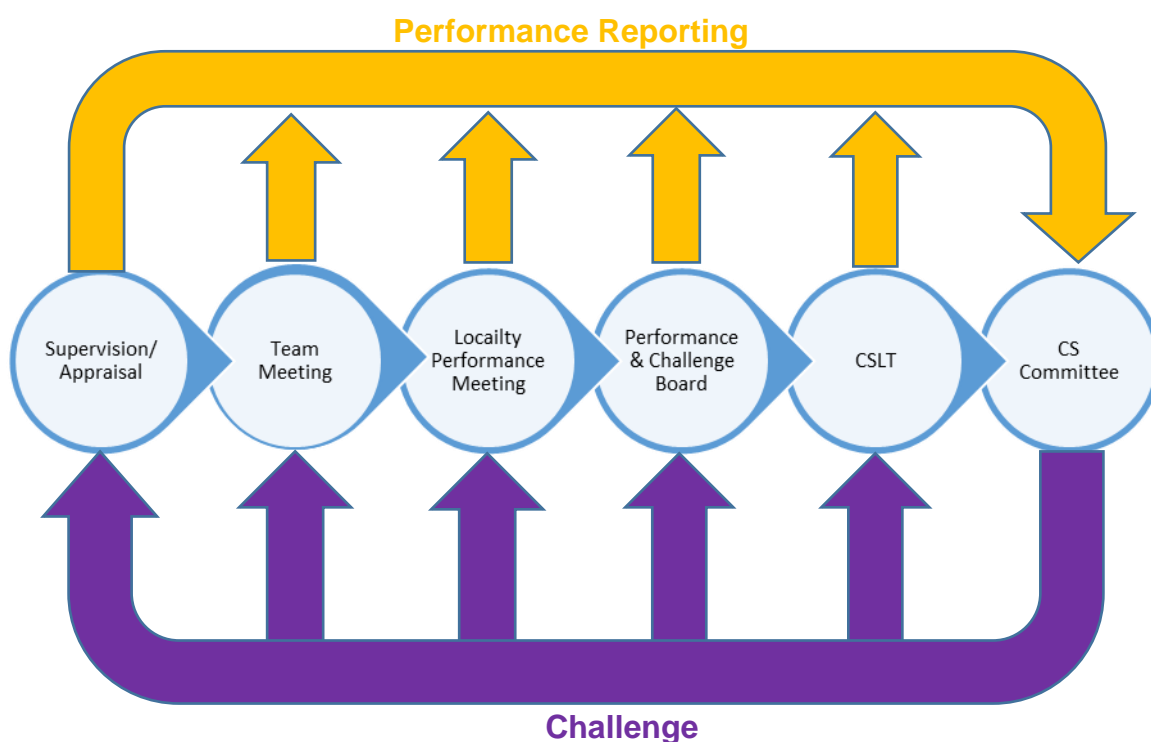 Performance Reporting
Supervision/
Appraisal
Team
Meeting
Locailty
Performance
Meeting
Performance
& Challenge
Board
CSLT
CS
Committee
Challenge